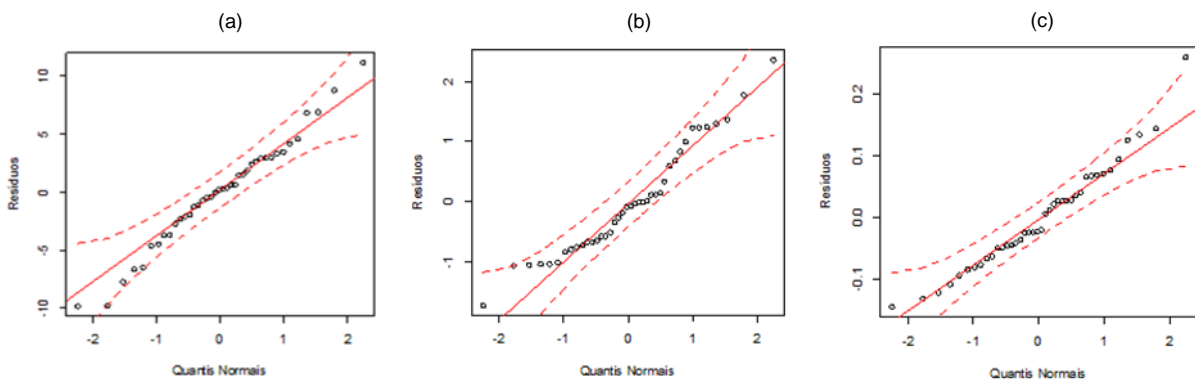 (a)
10
5
0
-5
-10
Resíduos
-2 -1 0 1 2
Quantis Normais
(b)
2
1
0
-1
Resíduos
-2 -1 0 1 2
Quantis Normais
(c)
0.2
0.1
0.0
-0.1
Resíduos
-2 -1 0 1 2
Quantis Normais